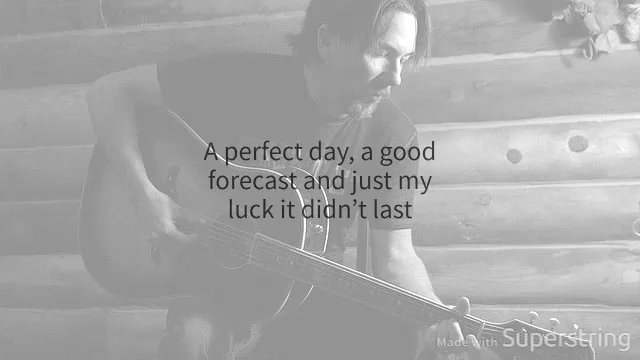 A perfect day, a good
forecast and just my
luck it didn’t last
Made with Superstring